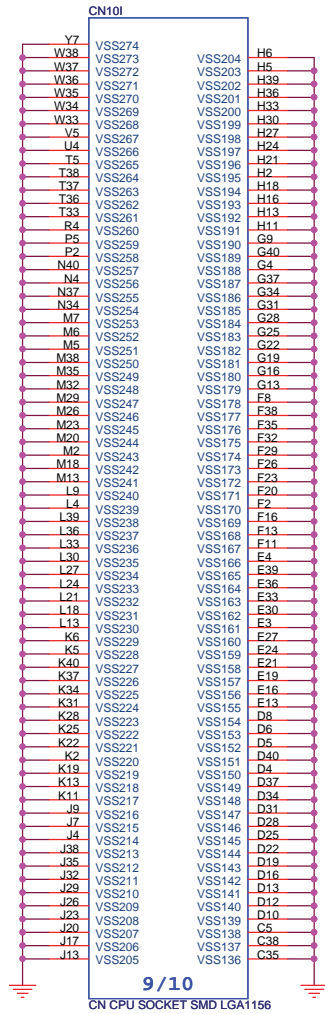 CN10I
Y7 VSS274
W38 VSS273 VSS204 H6
W37 VSS272 VSS203 H5
W36 VSS271 VSS202 H39
W35 VSS270 VSS201 H36
W34 VSS269 VSS200 H33
W33 VSS268 VSS199 H30
V5 VSS267 VSS198 H27
U4 VSS266 VSS197 H24
T5 VSS265 VSS196 H21
T38 VSS264 VSS195 H2
T37 VSS263 VSS194 H18
T36 VSS262 VSS193 H16
T33 VSS261 VSS192 H13
R4 VSS260 VSS191 H11
P5 VSS259 VSS190 G9
P2 VSS258 VSS189 G40
N40 VSS257 VSS188 G4
N4 VSS256 VSS187 G37
N37 VSS255 VSS186 G34
N34 VSS254 VSS185 G31
M7 VSS253 VSS184 G28
M6 VSS252 VSS183 G25
M5 VSS251 VSS182 G22
M38 VSS250 VSS181 G19
M35 VSS249 VSS180 G16
M32 VSS248 VSS179 G13
M29 VSS247 VSS178 F8
M26 VSS246 VSS177 F38
M23 VSS245 VSS176 F35
M20 VSS244 VSS175 F32
M2 VSS243 VSS174 F29
M18 VSS242 VSS173 F26
M13 VSS241 VSS172 F23
L9 VSS240 VSS171 F20
L4 VSS239 VSS170 F2
L39 VSS238 VSS169 F16
L36 VSS237 VSS168 F13
L33 VSS236 VSS167 F11
L30 VSS235 VSS166 E4
L27 VSS234 VSS165 E39
L24 VSS233 VSS164 E36
L21 VSS232 VSS163 E33
L18 VSS231 VSS162 E30
L13 VSS230 VSS161 E3
K6 VSS229 VSS160 E27
K5 VSS228 VSS159 E24
K40 VSS227 VSS158 E21
K37 VSS226 VSS157 E19
K34 VSS225 VSS156 E16
K31 VSS224 VSS155 E13
K28 VSS223 VSS154 D8
K25 VSS222 VSS153 D6
K22 VSS221 VSS152 D5
K2 VSS220 VSS151 D40
K19 VSS219 VSS150 D4
K13 VSS218 VSS149 D37
K11 VSS217 VSS148 D34
J9 VSS216 VSS147 D31
J7 VSS215 VSS146 D28
J4 VSS214 VSS145 D25
J38 VSS213 VSS144 D22
J35 VSS212 VSS143 D19
J32 VSS211 VSS142 D16
J29 VSS210 VSS141 D13
J26 VSS209 VSS140 D12
J23 VSS208 VSS139 D10
J20 VSS207 VSS138 C5
J17 VSS206 VSS137 C38
J13 VSS205 VSS136 C35
9/10
CN CPU SOCKET SMD LGA1156